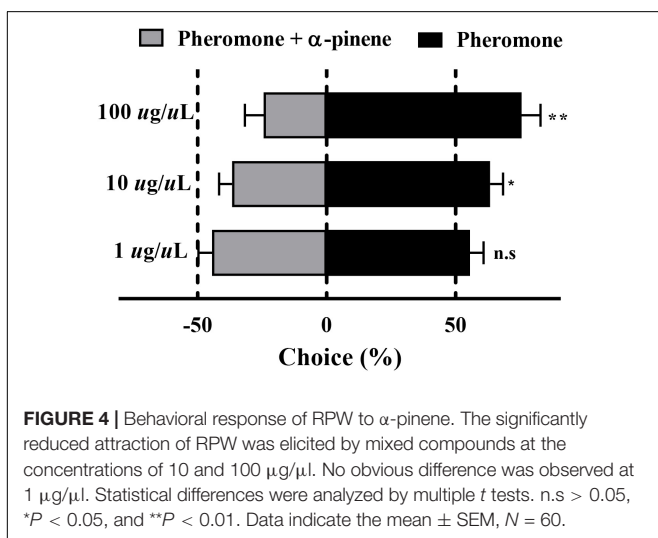 Pheromone + α-pinene Pheromone
100 ug/uL **
10 ug/uL *
1 ug/uL n.s
-50 0 50
Choice (%)
FIGURE 4 | Behavioral response of RPW to α-pinene. The significantly
reduced attraction of RPW was elicited by mixed compounds at the
concentrations of 10 and 100 μg/μl. No obvious difference was observed at
1 μg/μl. Statistical differences were analyzed by multiple t tests. n.s > 0.05,
*P < 0.05, and **P < 0.01. Data indicate the mean ± SEM, N = 60.